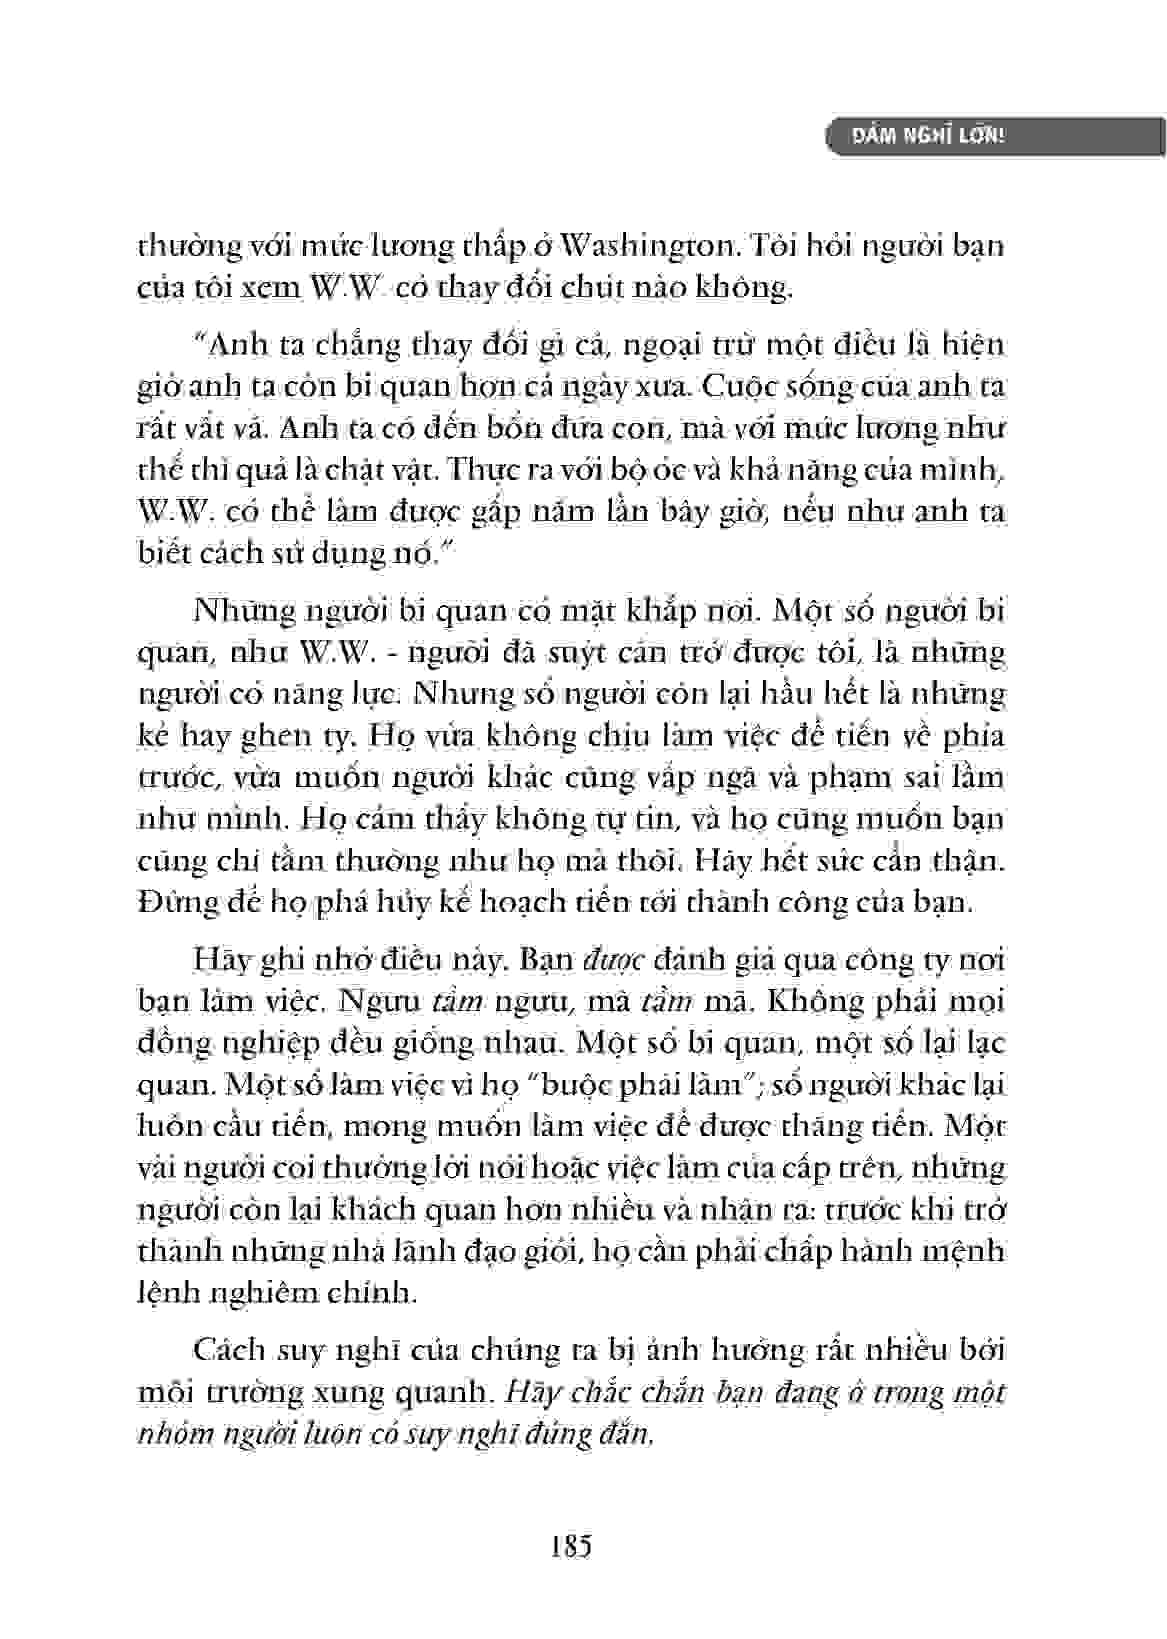 DÁM NGHĨ LỚN!
thường với mức lương thấp ở Washington. Tôi hỏi người bạn
của tôi xem W.W. có thay đổi chút nào không.
“Anh ta chẳng thay đổi gì cả, ngoại trừ một điều là hiện
giờ anh ta còn bi quan hơn cả ngày xưa. Cuộc sống của anh ta
rất vất vả. Anh ta có đến bốn đứa con, mà với mức lương như
thế thì quả là chật vật. Thực ra với bộ óc và khả năng của mình,
W.W. có thể làm được gấp năm lần bây giờ, nếu như anh ta
biết cách sử dụng nó.”
Những người bi quan có mặt khắp nơi. Một số người bi
quan, như W.W. - người đã suýt cản trở được tôi, là những
người có năng lực. Nhưng số người còn lại hầu hết là những
kẻ hay ghen tỵ. Họ vừa không chịu làm việc để tiến về phía
trước, vừa muốn người khác cũng vấp ngã và phạm sai lầm
như mình. Họ cảm thấy không tự tin, và họ cũng muốn bạn
cũng chỉ tầm thường như họ mà thôi. Hãy hết sức cẩn thận.
Đừng để họ phá hủy kế hoạch tiến tới thành công của bạn.
Hãy ghi nhớ điều này. Bạn được đánh giá qua công ty nơi
bạn làm việc. Ngưu tầm ngưu, mã tầm mã. Không phải mọi
đồng nghiệp đều giống nhau. Một số bi quan, một số lại lạc
quan. Một số làm việc vì họ “buộc phải làm”; số người khác lại
luôn cầu tiến, mong muốn làm việc để được thăng tiến. Một
vài người coi thường lời nói hoặc việc làm của cấp trên, những
người còn lại khách quan hơn nhiều và nhận ra: trước khi trở
thành những nhà lãnh đạo giỏi, họ cần phải chấp hành mệnh
lệnh nghiêm chỉnh.
Cách suy nghĩ của chúng ra bị ảnh hưởng rất nhiều bởi
môi trường xung quanh. Hãy chắc chắn bạn đang ở trong một
nhóm người luôn có suy nghĩ đúng đắn.
185